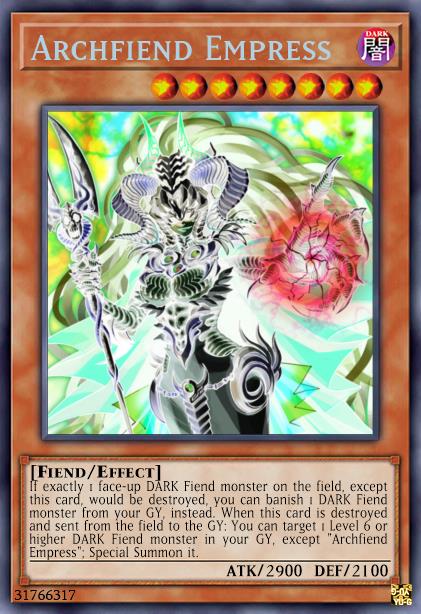 Archfiend Empress
DARK
闇
[Fiend/Effect]
If exactly 1 face-up DARK Fiend monster on the field, except
this card, would be destroyed, you can banish 1 DARK Fiend
monster from your GY, instead. When this card is destroyed
and sent from the field to the GY: You can target 1 Level 6 or
higher DARK Fiend monster in your GY, except "Archfiend
Empress"; Special Summon it.
ATK/2900 DEF/2100
31766317